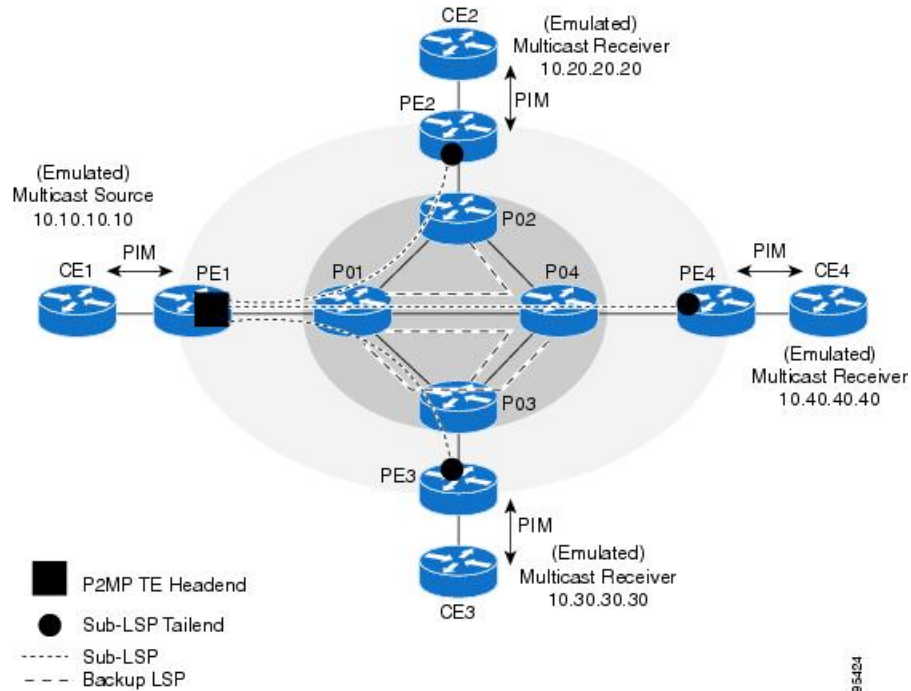 CE2
(Emulated)
Multicast Receiver
10.20.20.20
PE2
PIM
(Emulated)
Multicast Source
10.10.10.10
P02
PIM
CE1
PE1
P01
P04
PE4
PIM
CE4
(Emulated)
Multicast Receiver
10.40.40.40
P03
PE3
PIM
(Emulated)
Multicast Receiver
10.30.30.30
CE3
P2MP TE Headend
Sub-LSP Tailend
Sub-LSP
Backup LSP
95424